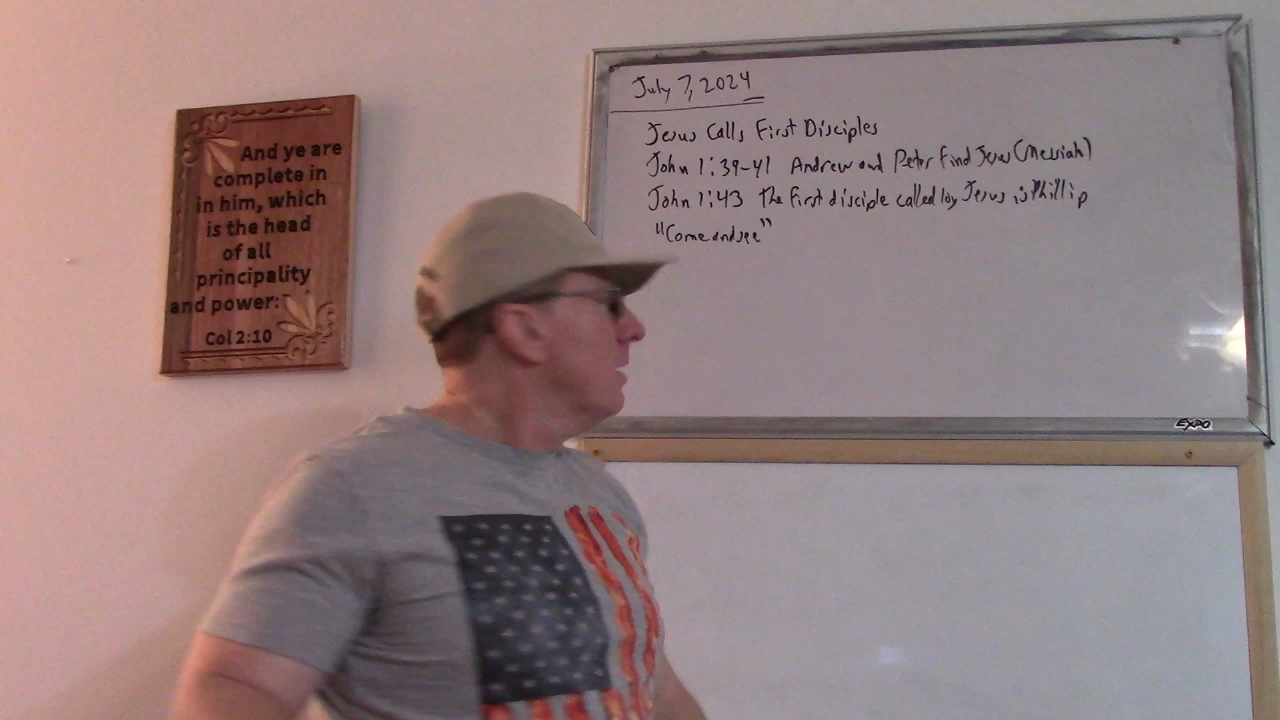 And ye are
complete in
in him, which
is the head
of all
principality
and power:
Col 2:10
July 7, 2024
Jesus Calls First Disciples
John 1:39-41 Andrew and Peter find Jesus (Messiah)
John 1:43 the first disciple called by Jesus is Phillip
"Come and see"
EXPO